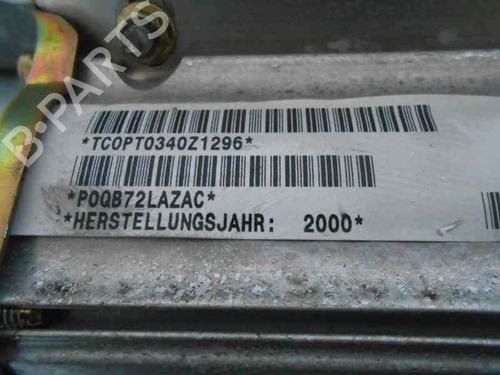 *TCOPT0340Z1296*
*P0QB72LAZAC*
*HERSTELLUNGSJAHR: 2000*
B-PARTS